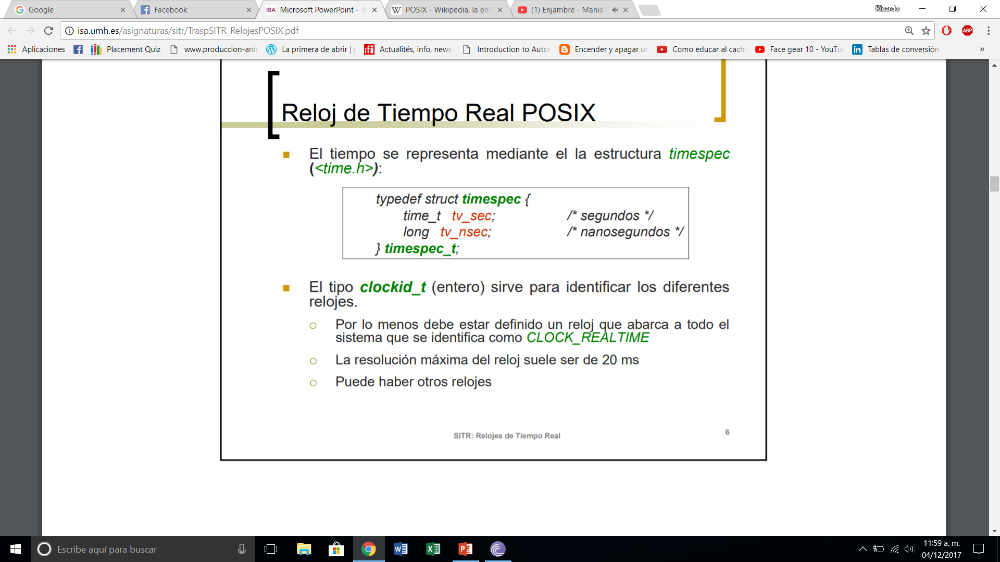 Google
Facebook
ISA Microsoft PowerPoint - T
W POSIX - Wikipedia, la enc
(1) Enjambre - Mania
Ricardo
isa.umh.es/asignaturas/sitr/TraspSITR_RelojesPOSIX.pdf
ABP
Aplicaciones
Placement Quiz
www.produccion-ani
La primera de abrir |
rfi Actualités, info, news
Introduction to Autor
Encender y apagar un
Como educar al cach
Face gear 10 - YouTu
in Tablas de conversión
»
Reloj de Tiempo Real POSIX
El tiempo se representa mediante el la estructura timespec
(<time.h>):
typedef struct timespec {
time_t tv_sec; /* segundos */
long tv_nsec; /* nanosegundos */
} timespec_t;
El tipo clockid_t (entero) sirve para identificar los diferentes
relojes.
Por lo menos debe estar definido un reloj que abarca a todo el
sistema que se identifica como CLOCK_REALTIME
La resolución máxima del reloj suele ser de 20 ms
Puede haber otros relojes
SITR: Relojes de Tiempo Real
6
Escribe aquí para buscar
11:59 a. m.
04/12/2017